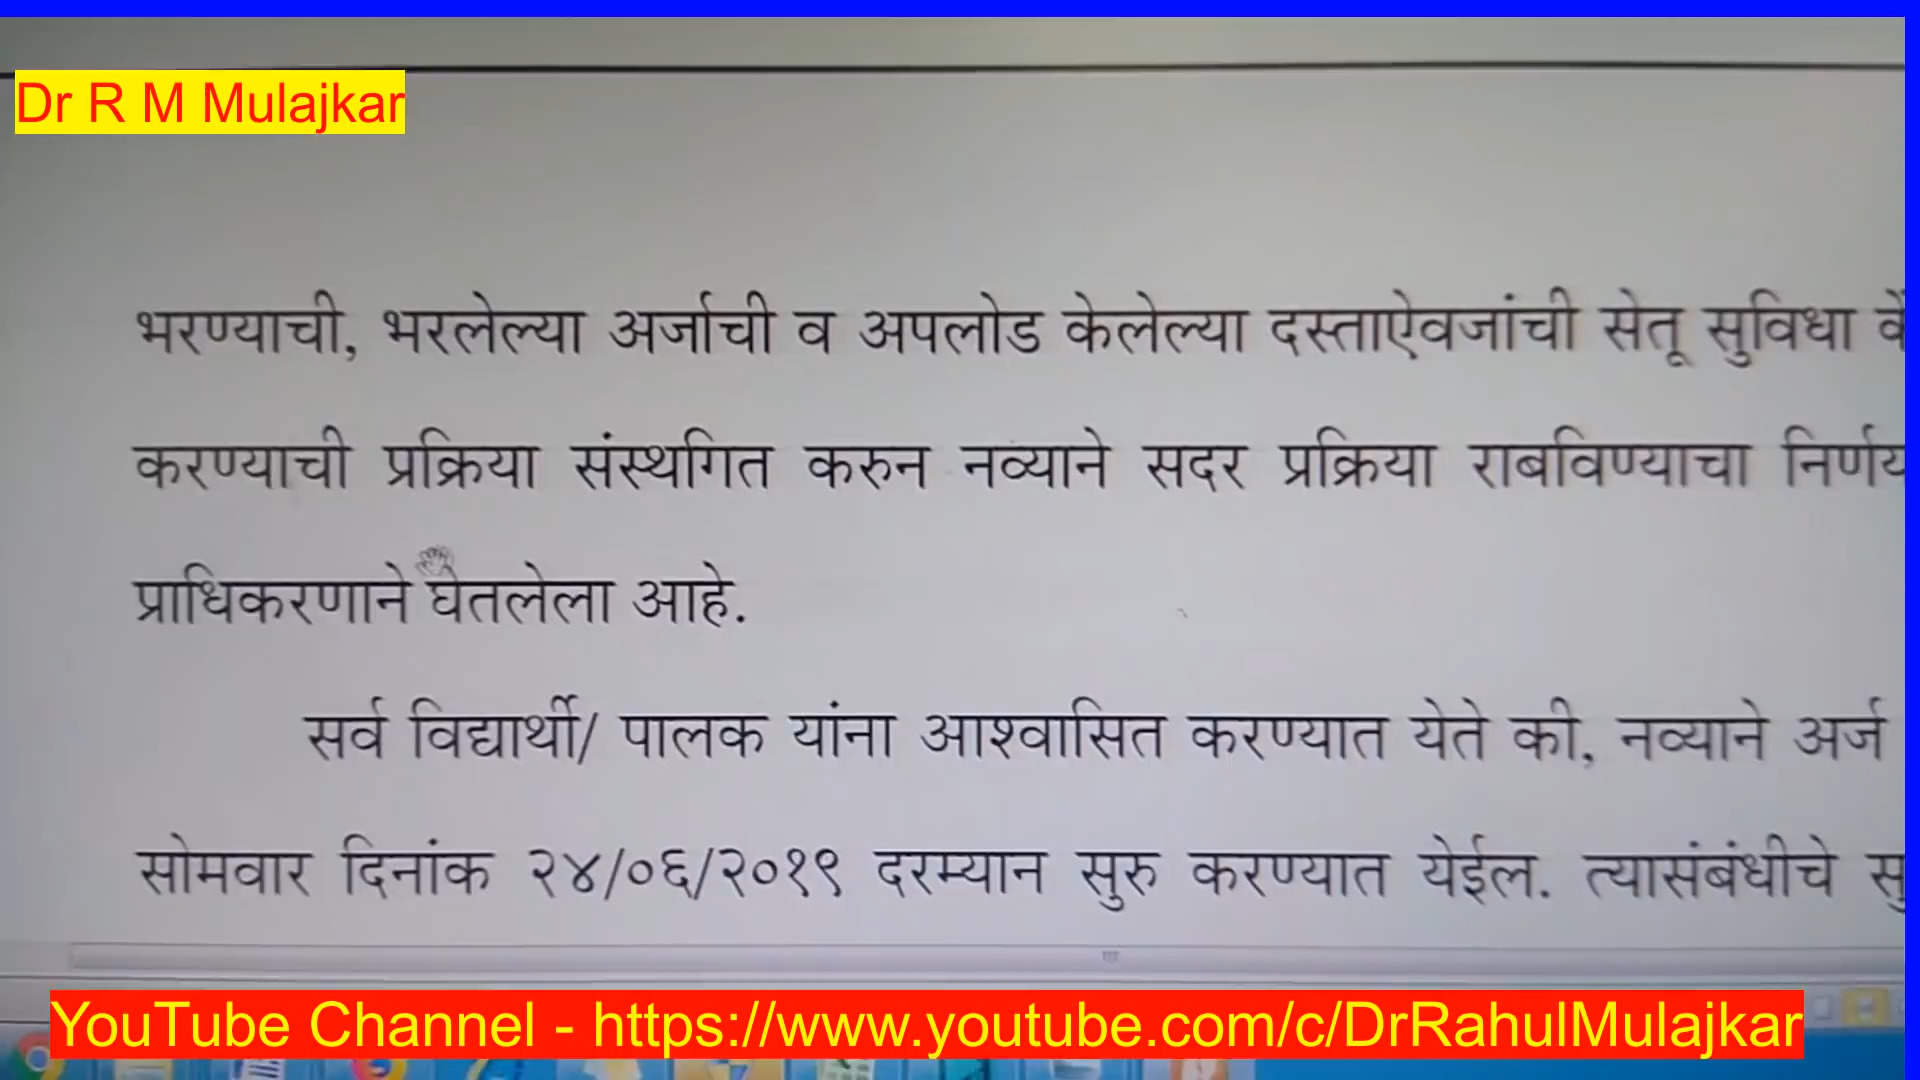 Dr R M Mulajkar
भरण्याची, भरलेल्या अर्जाची व अपलोड केलेल्या दस्ताऐवजांची सेतू सुविधा
करण्याची प्रक्रिया संस्थगित करुन नव्याने सदर प्रक्रिया राबविण्याचा निर्णय
प्राधिकरणाने घेतलेला आहे.
सर्व विद्यार्थी/ पालक यांना आश्वासित करण्यात येते की, नव्याने अर्ज
सोमवार दिनांक २४/०६/२०१९ दरम्यान सुरु करण्यात येईल. त्यासंबंधीचे
YouTube Channel - https://www.youtube.com/c/DrRahulMulajkar